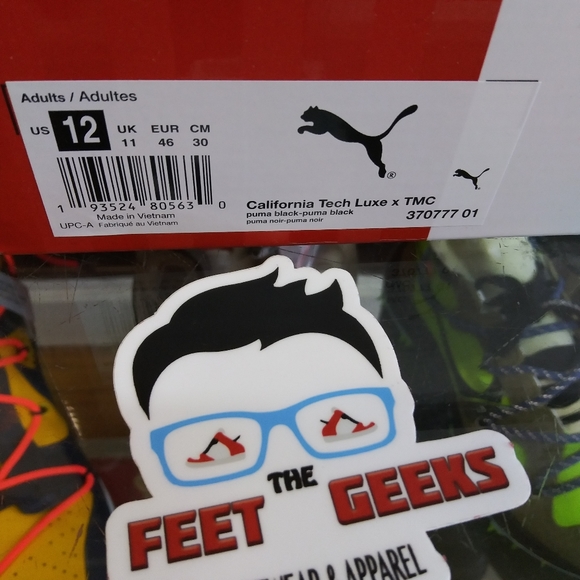 Adults / Adultes
US 12 UK 11 EUR 46 CM 30
1 93524 80563 0
Made in Vietnam
UPC-A Fabriqué au Vietnam
®
California Tech Luxe x TMC
puma black-puma black
puma noir-puma noir
370777 01
THE
FEET GEEKS
& APPAREL